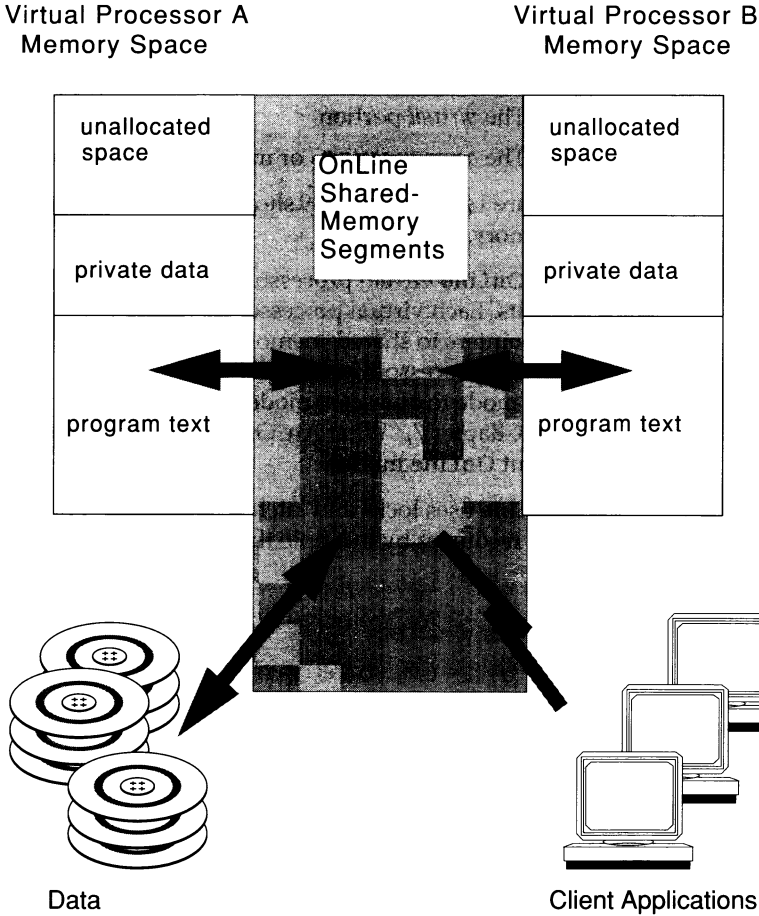 Virtual Processor A
Memory Space
Virtual Processor B
Memory Space
unallocated
space
private data
program text
OnLine
Shared-
Memory
Segments
unallocated
space
private data
program text
Data
Client Applications